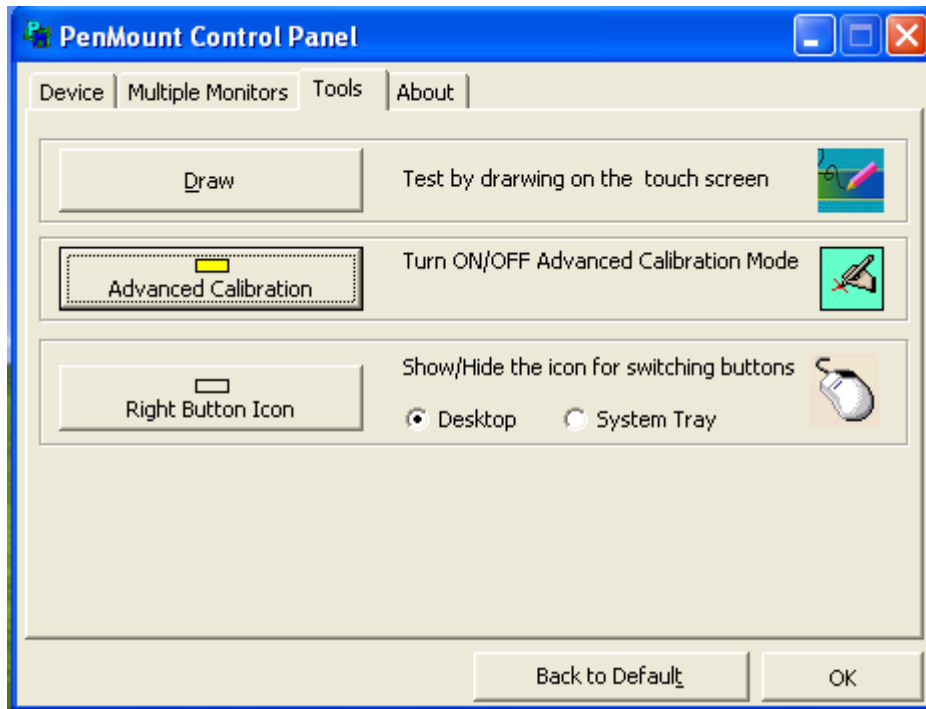 PenMount Control Panel
Device Multiple Monitors Tools About
Draw Test by drarwing on the touch screen
Advanced Calibration Turn ON/OFF Advanced Calibration Mode
Right Button Icon Show/Hide the icon for switching buttons
Desktop System Tray
Back to Default OK